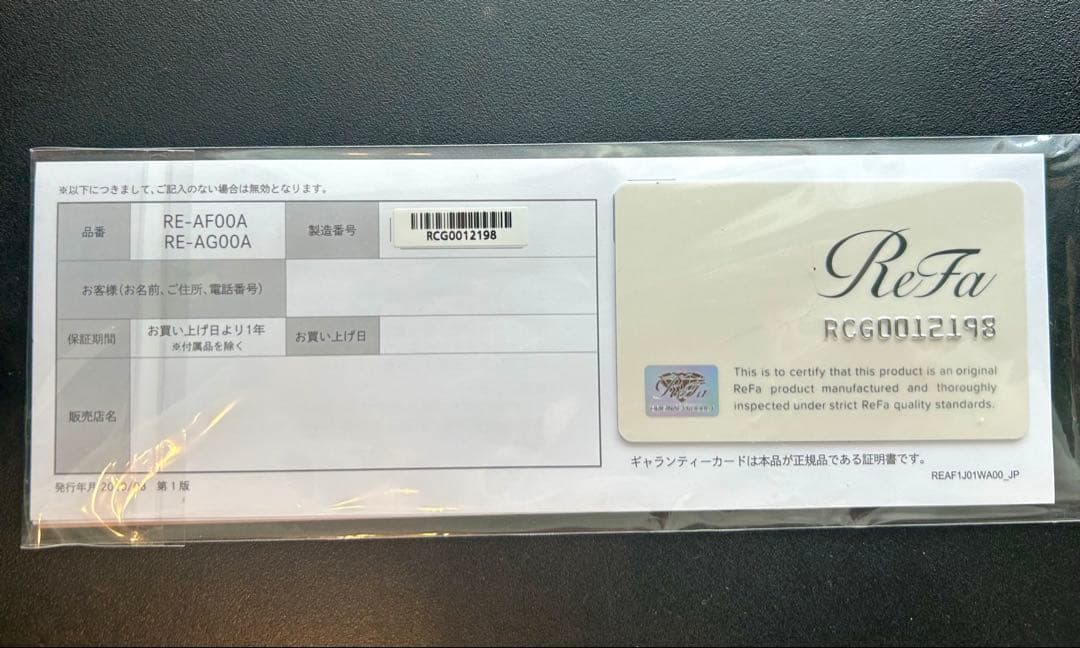 ※以下につきまして、ご記入のない場合は無効となります。
品番
RE-AF00A
RE-AG00A
製造番号
RCG0012198
お客様(お名前、ご住所、電話番号)
保証期間
お買い上げ日より1年
※付属品を除く
お買い上げ日
販売店名
発行年月 第1版
ReFa
RCG0012198
This is to certify that this product is an original
ReFa product manufactured and thoroughly
inspected under strict ReFa quality standards.
ReFa
ギャランティーカードは本品が正規品である証明書です。
REAF1J01WA00_JP